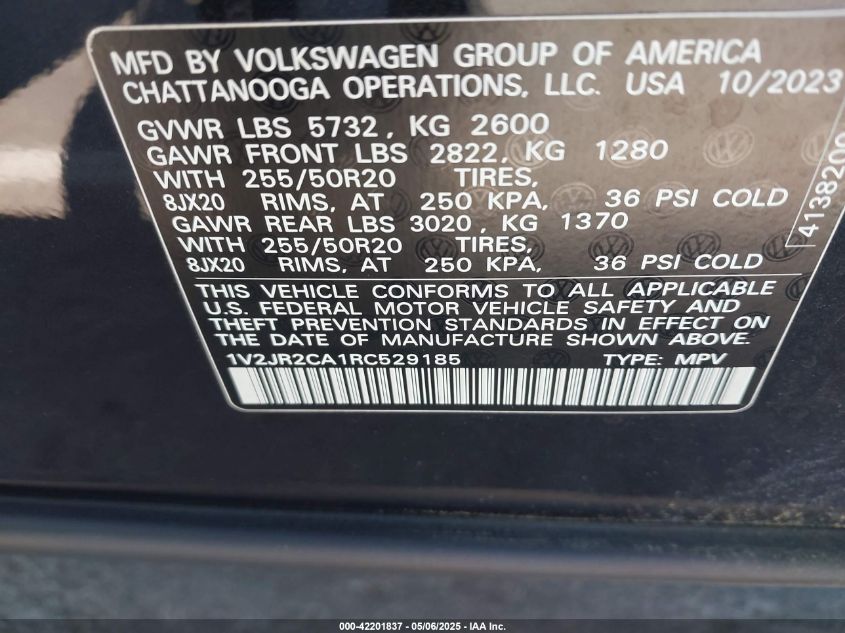 MFD BY VOLKSWAGEN GROUP OF AMERICA
CHATTANOOGA OPERATIONS, LLC. USA 10/2023
GVWR LBS 5732, KG 2600
GAWR FRONT LBS 2822, KG 1280
WITH 255/50R20 TIRES,
8JX20 RIMS, AT 250 KPA, 36 PSI COLD
GAWR REAR LBS 3020, KG 1370
WITH 255/50R20 TIRES,
8JX20 RIMS, AT 250 KPA, 36 PSI COLD
THIS VEHICLE CONFORMS TO ALL APPLICABLE
U.S. FEDERAL MOTOR VEHICLE SAFETY AND
THEFT PREVENTION STANDARDS IN EFFECT ON
THE DATE OF MANUFACTURE SHOWN ABOVE.
1V2JR2CA1RC529185 TYPE: MPV
000-42201837 - 05/06/2025 - IAA Inc.